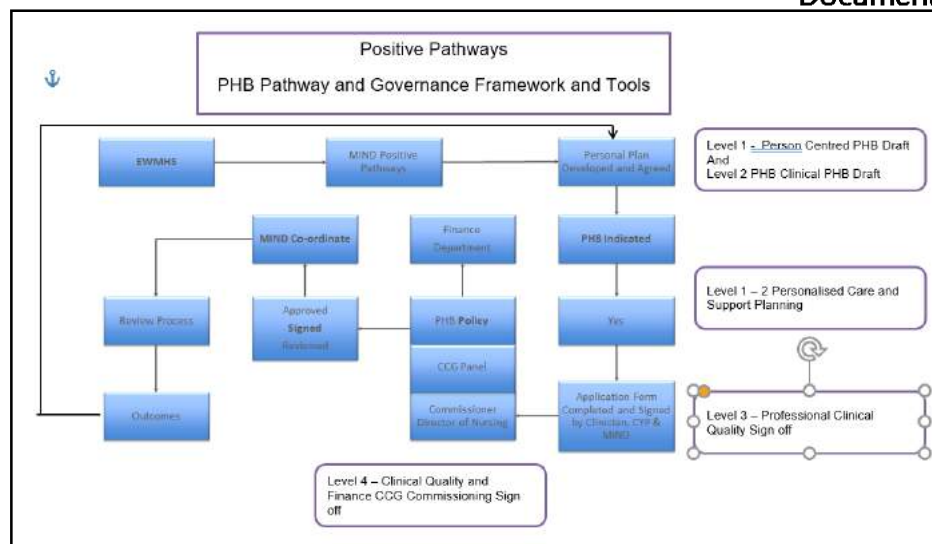 Document
Positive Pathways
PHB Pathway and Governance Framework and Tools
EWMHS
MIND Positive
Pathways
Personal Plan
Developed and Agreed
Level 1 - Person Centred PHB Draft
And
Level 2 PHB Clinical PHB Draft
MIND Co-ordinate
Finance
Department
PHB Indicated
Level 1 – 2 Personalised Care and
Support Planning
Review Process
Approved
Signed
Reviewed
PHB Policy
Yes
CCG Panel
Outcomes
Commissioner
Director of Nursing
Application Form
Completed and Signed
by Clinician, CYP &
MIND
Level 3 – Professional Clinical
Quality Sign off
Level 4 – Clinical Quality and
Finance CCG Commissioning Sign
off